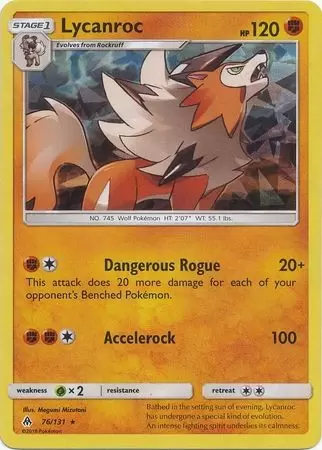 STAGE 1 Lycanroc HP 120
Evolves from Rockruff
NO. 745 Wolf Pokémon HT: 2'07" WT: 55.1 lbs.
Dangerous Rogue 20+
This attack does 20 more damage for each of your
opponent's Benched Pokémon.
Accelerock 100
weakness × 2 resistance retreat
Illus. Megumi Mizutani
76/131 ★
©2018 Pokémon
Bathed in the setting sun of evening, Lycanroc
has undergone a special kind of evolution.
An intense fighting spirit underlies its calmness.